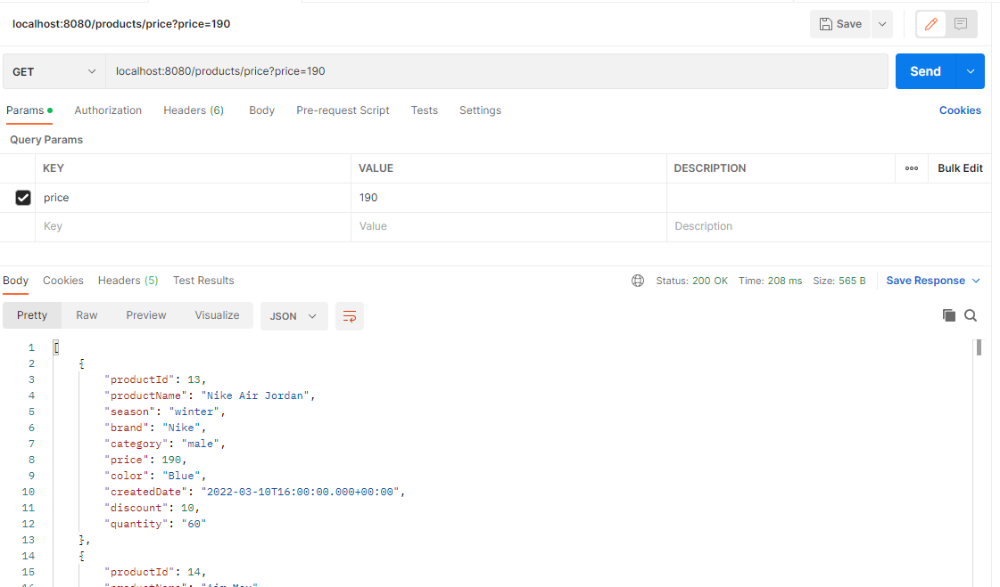 localhost:8080/products/price?price=190
Save
GET
localhost:8080/products/price?price=190
Send
Params Authorization Headers (6) Body Pre-request Script Tests Settings Cookies
Query Params
KEY VALUE DESCRIPTION ooo Bulk Edit
price 190
Key Value Description
Body Cookies Headers (5) Test Results Status: 200 OK Time: 208 ms Size: 565 B Save Response
Pretty Raw Preview Visualize JSON
1 [
2 {
3 "productId": 13,
4 "productName": "Nike Air Jordan",
5 "season": "winter",
6 "brand": "Nike",
7 "category": "male",
8 "price": 190,
9 "color": "Blue",
10 "createdDate": "2022-03-10T16:00:00.000+00:00",
11 "discount": 10,
12 "quantity": "60"
13 },
14 {
15 "productId": 14,
16 "productName": "Air Max"